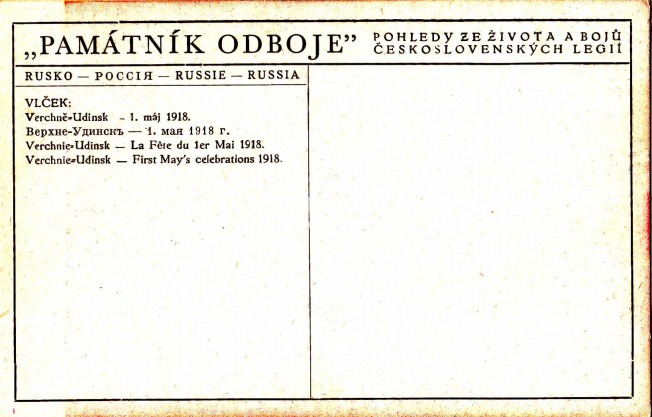 „PAMÁTNÍK ODBOJE”
POHLEDY ZE ŽIVOTA A BOJŮ
ČESKOSLOVENSKÝCH LEGIÍ
RUSKO — РОССІЯ — RUSSIE — RUSSIA
VLČEK:
Verchně-Udinsk - 1. máj 1918.
Верхне-Удинскъ — 1. мая 1918 г.
Verchnie-Udinsk — La Fête du 1er Mai 1918.
Verchnie-Udinsk — First May's celebrations 1918.